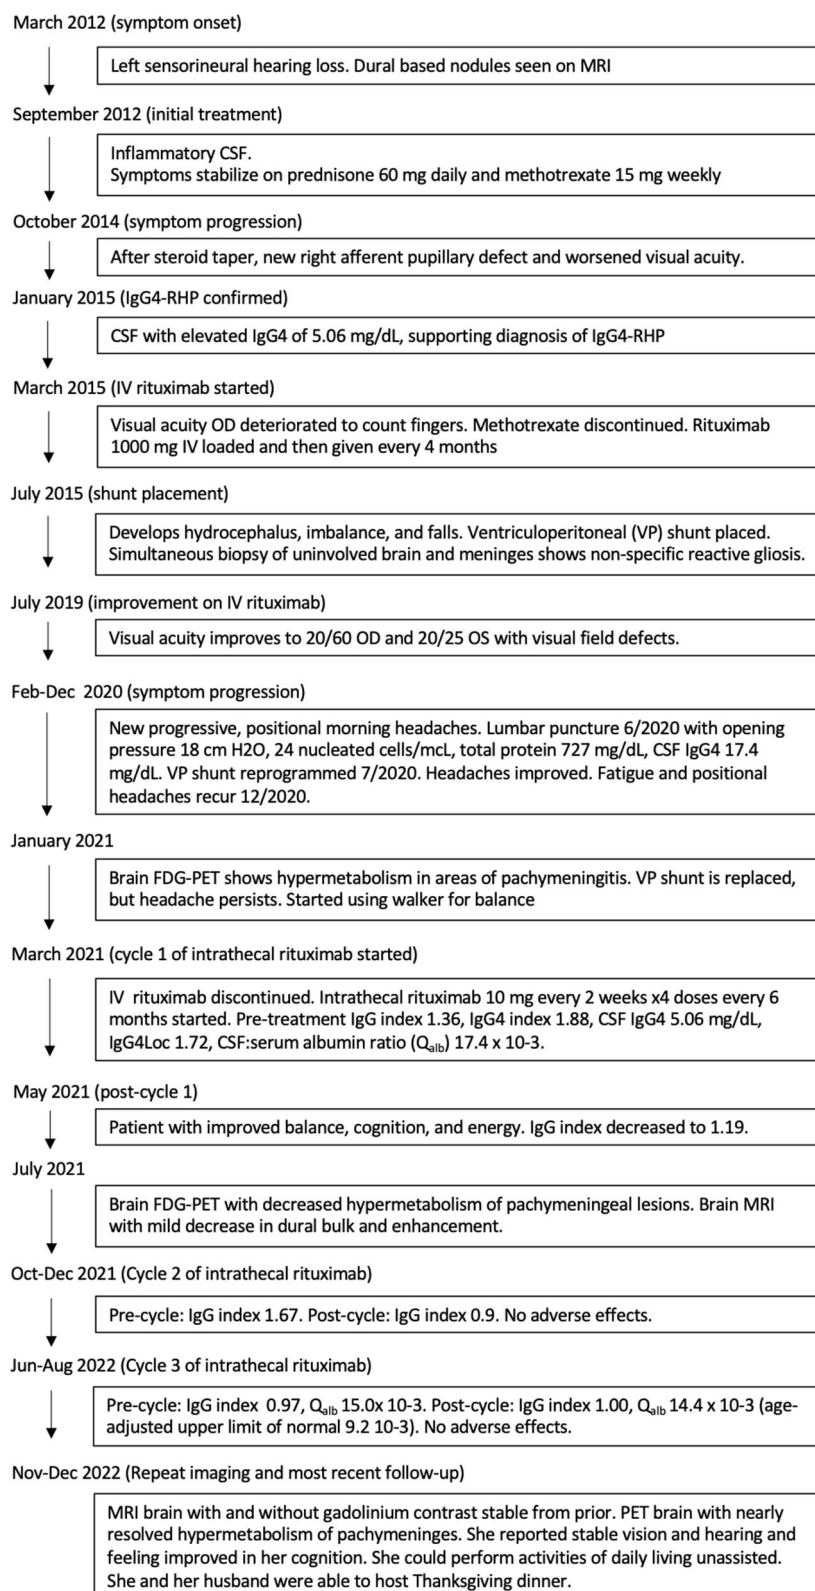 March 2012 (symptom onset)
Left sensorineural hearing loss. Dural based nodules seen on MRI
September 2012 (initial treatment)
Inflammatory CSF.
Symptoms stabilize on prednisone 60 mg daily and methotrexate 15 mg weekly
October 2014 (symptom progression)
After steroid taper, new right afferent pupillary defect and worsened visual acuity.
January 2015 (IgG4-RHP confirmed)
CSF with elevated IgG4 of 5.06 mg/dL, supporting diagnosis of IgG4-RHP
March 2015 (IV rituximab started)
Visual acuity OD deteriorated to count fingers. Methotrexate discontinued. Rituximab
1000 mg IV loaded and then given every 4 months
July 2015 (shunt placement)
Develops hydrocephalus, imbalance, and falls. Ventriculoperitoneal (VP) shunt placed.
Simultaneous biopsy of uninvolved brain and meninges shows non-specific reactive gliosis.
July 2019 (improvement on IV rituximab)
Visual acuity improves to 20/60 OD and 20/25 OS with visual field defects.
Feb-Dec 2020 (symptom progression)
New progressive, positional morning headaches. Lumbar puncture 6/2020 with opening
pressure 18 cm H2O, 24 nucleated cells/mcL, total protein 727 mg/dL, CSF IgG4 17.4
mg/dL. VP shunt reprogrammed 7/2020. Headaches improved. Fatigue and positional
headaches recur 12/2020.
January 2021
Brain FDG-PET shows hypermetabolism in areas of pachymeningitis. VP shunt is replaced,
but headache persists. Started using walker for balance
March 2021 (cycle 1 of intrathecal rituximab started)
IV rituximab discontinued. Intrathecal rituximab 10 mg every 2 weeks x4 doses every 6
months started. Pre-treatment IgG index 1.36, IgG4 index 1.88, CSF IgG4 5.06 mg/dL,
IgG4Loc 1.72, CSF:serum albumin ratio (Qalb) 17.4 x 10-3.
May 2021 (post-cycle 1)
Patient with improved balance, cognition, and energy. IgG index decreased to 1.19.
July 2021
Brain FDG-PET with decreased hypermetabolism of pachymeningeal lesions. Brain MRI
with mild decrease in dural bulk and enhancement.
Oct-Dec 2021 (Cycle 2 of intrathecal rituximab)
Pre-cycle: IgG index 1.67. Post-cycle: IgG index 0.9. No adverse effects.
Jun-Aug 2022 (Cycle 3 of intrathecal rituximab)
Pre-cycle: IgG index 0.97, Qalb 15.0x 10-3. Post-cycle: IgG index 1.00, Qalb 14.4 x 10-3 (age-
adjusted upper limit of normal 9.2 10-3). No adverse effects.
Nov-Dec 2022 (Repeat imaging and most recent follow-up)
MRI brain with and without gadolinium contrast stable from prior. PET brain with nearly
resolved hypermetabolism of pachymeninges. She reported stable vision and hearing and
feeling improved in her cognition. She could perform activities of daily living unassisted.
She and her husband were able to host Thanksgiving dinner.